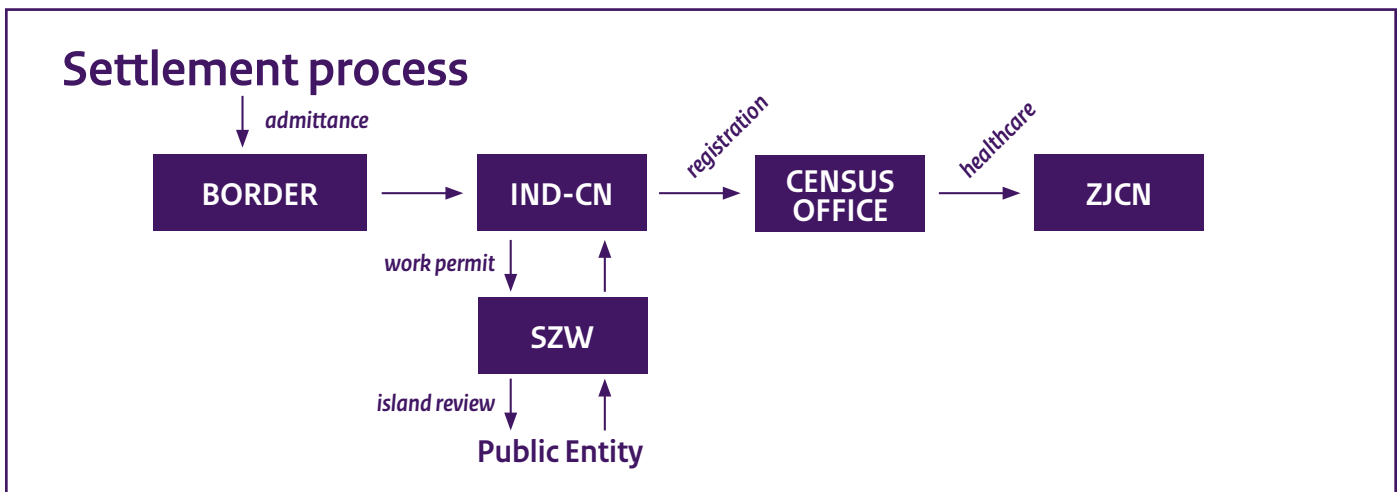 Settlement process
admittance
BORDER
IND-CN
registration
CENSUS
OFFICE
healthcare
ZJCN
work permit
SZW
island review
Public Entity